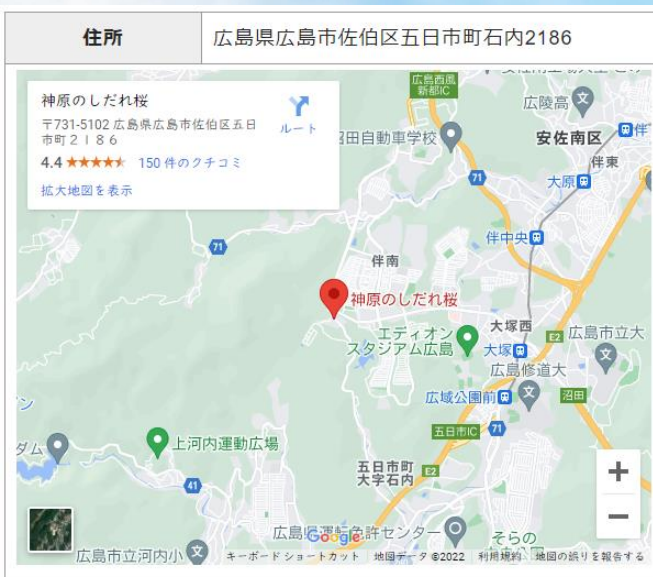 住所
広島県広島市佐伯区五日市町石内2186
神原のしだれ桜
〒731-5102 広島県広島市佐伯区五日
市町2186
4.4
150 件のクチコミ
ルート
拡大地図を表示
広島西風
新都IC
広陵高
沼田自動車学校
安佐南区
伴
伴東
71
大原
71
伴中央
伴南
神原のしだれ桜
エディオン
スタジアム広島
大塚西
E2
広島市立大
大塚
広島修道大
広域公園前
沼田
五日市IC
71
上河内運動広場
ダム
五日市町
大字石内
E2
41
広島県運転免許センター
そらの
広島市立河内小
Google
キーボード ショートカット
地図データ ©2022
利用規約
地図の誤りを報告する